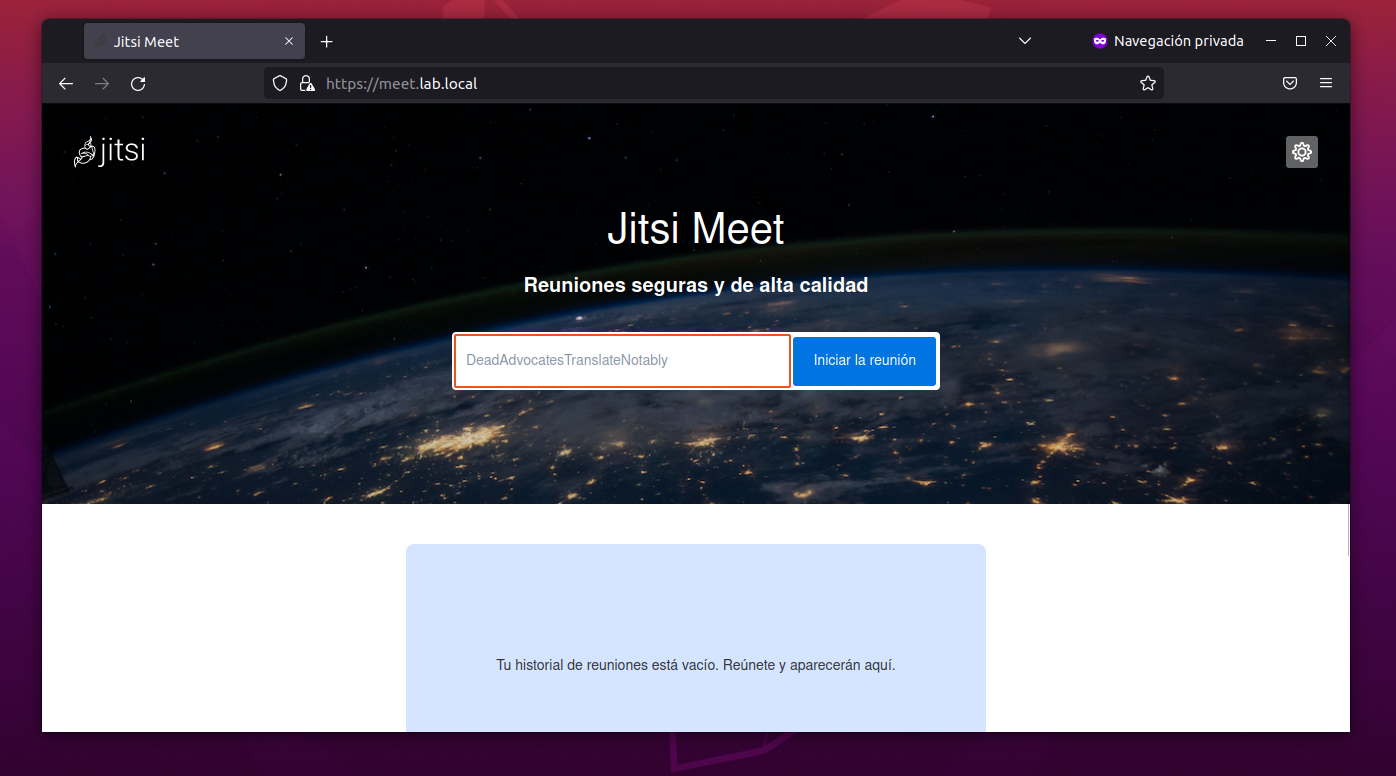 Jitsi Meet
Navegación privada
https://meet.lab.local
jitsi
Jitsi Meet
Reuniones seguras y de alta calidad
DeadAdvocatesTranslateNotably
Iniciar la reunión
Tu historial de reuniones está vacío. Reúnete y aparecerán aquí.